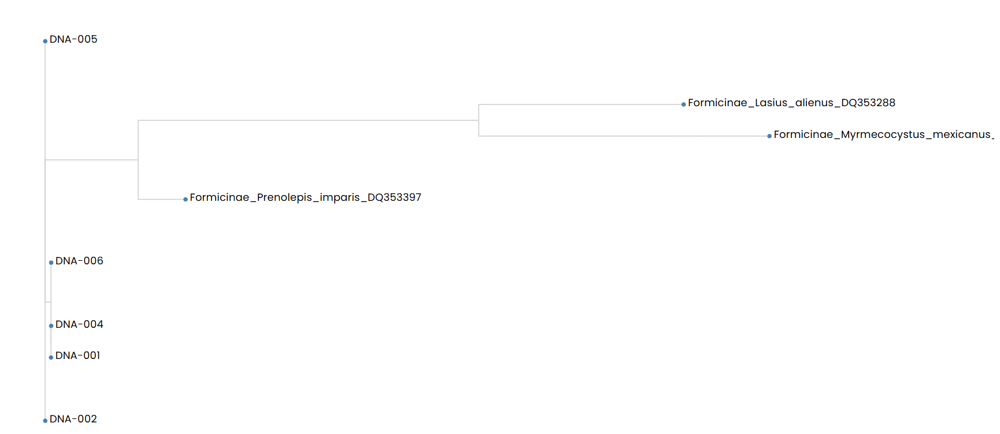 DNA-005
Formicinae_Lasius_alienus_DQ353288
Formicinae_Myrmecocystus_mexicanus_
Formicinae_Prenolepis_imparis_DQ353397
DNA-006
DNA-004
DNA-001
DNA-002